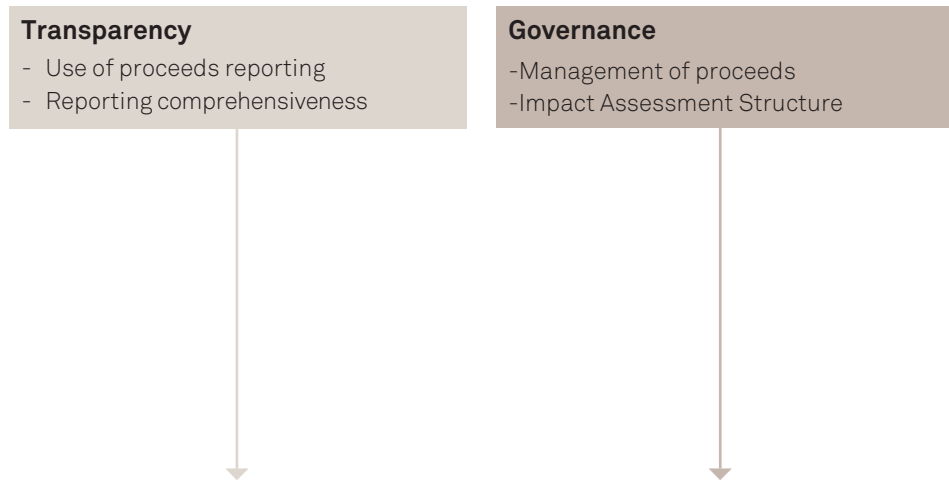 Transparency
- Use of proceeds reporting
- Reporting comprehensiveness
Governance
-Management of proceeds
-Impact Assessment Structure